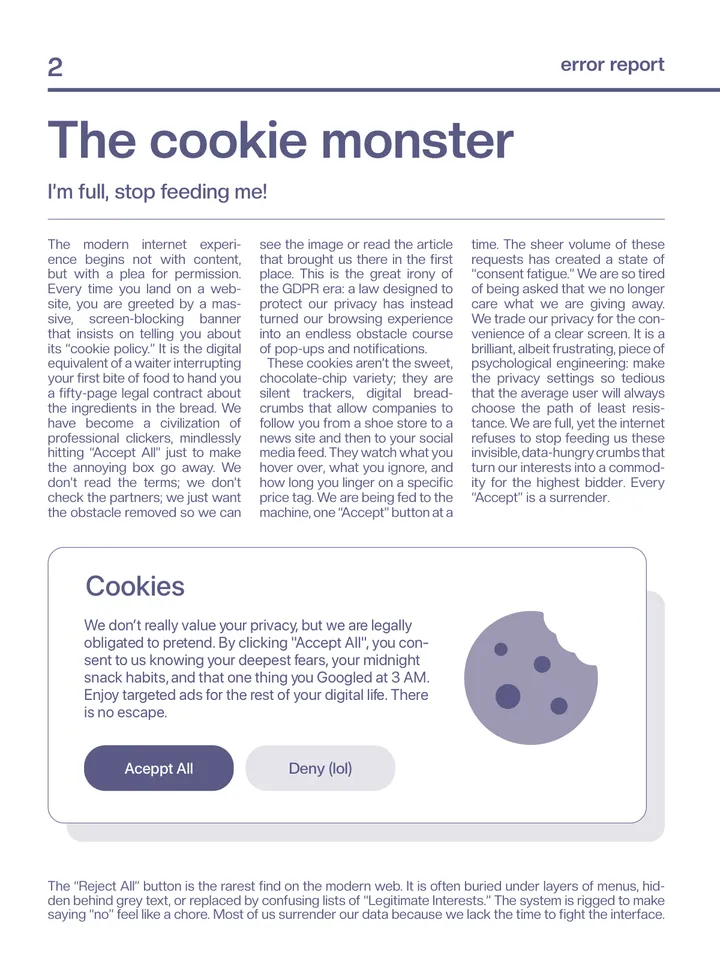 2
error report
The cookie monster
I'm full, stop feeding me!
The modern internet experi-
ence begins not with content,
but with a plea for permission.
Every time you land on a web-
site, you are greeted by a mas-
sive, screen-blocking banner
that insists on telling you about
its “cookie policy.” It is the digital
equivalent of a waiter interrupting
your first bite of food to hand you
a fifty-page legal contract about
the ingredients in the bread. We
have become a civilization of
professional clickers, mindlessly
hitting “Accept All” just to make
the annoying box go away. We
don’t read the terms; we don’t
check the partners; we just want
the obstacle removed so we can
see the image or read the article
that brought us there in the first
place. This is the great irony of
the GDPR era: a law designed to
protect our privacy has instead
turned our browsing experience
into an endless obstacle course
of pop-ups and notifications.
These cookies aren’t the sweet,
chocolate-chip variety; they are
silent trackers, digital bread-
crumbs that allow companies to
follow you from a shoe store to a
news site and then to your social
media feed. They watch what you
hover over, what you ignore, and
how long you linger on a specific
price tag. We are being fed to the
machine, one “Accept” button at a
time. The sheer volume of these
requests has created a state of
“consent fatigue.” We are so tired
of being asked that we no longer
care what we are giving away.
We trade our privacy for the con-
venience of a clear screen. It is a
brilliant, albeit frustrating, piece of
psychological engineering: make
the privacy settings so tedious
that the average user will always
choose the path of least resis-
tance. We are full, yet the internet
refuses to stop feeding us these
invisible, data-hungry crumbs that
turn our interests into a commod-
ity for the highest bidder. Every
“Accept” is a surrender.
Cookies
We don’t really value your privacy, but we are legally
obligated to pretend. By clicking "Accept All", you con-
sent to us knowing your deepest fears, your midnight
snack habits, and that one thing you Googled at 3 AM.
Enjoy targeted ads for the rest of your digital life. There
is no escape.
Aceppt All
Deny (lol)
The “Reject All” button is the rarest find on the modern web. It is often buried under layers of menus, hid-
den behind grey text, or replaced by confusing lists of “Legitimate Interests.” The system is rigged to make
saying “no” feel like a chore. Most of us surrender our data because we lack the time to fight the interface.